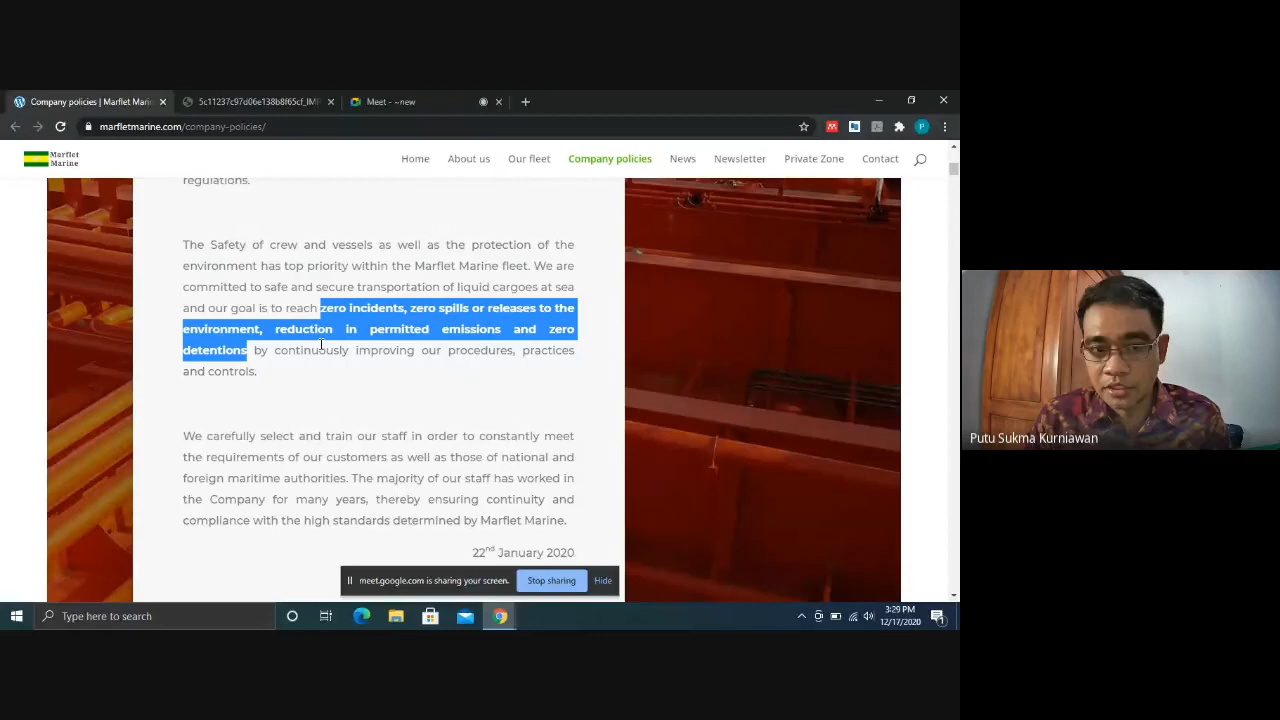 Company policies | Marflet Mari
5c11237c97d06e138b8f65cf_IMP
Meet - ~new
marfletmarine.com/company-policies/
P
Marflet
Marine
Home
About us
Our fleet
Company policies
News
Newsletter
Private Zone
Contact
regulations.
The Safety of crew and vessels as well as the protection of the
environment has top priority within the Marflet Marine fleet. We are
committed to safe and secure transportation of liquid cargoes at sea
and our goal is to reach zero incidents, zero spills or releases to the
environment, reduction in permitted emissions and zero
detentions by continuously improving our procedures, practices
and controls.
We carefully select and train our staff in order to constantly meet
the requirements of our customers as well as those of national and
foreign maritime authorities. The majority of our staff has worked in
the Company for many years, thereby ensuring continuity and
compliance with the high standards determined by Marflet Marine.
22nd January 2020
meet.google.com is sharing your screen.
Stop sharing
Hide
Type here to search
3:29 PM
12/17/2020
1
Putu Sukma Kurniawan